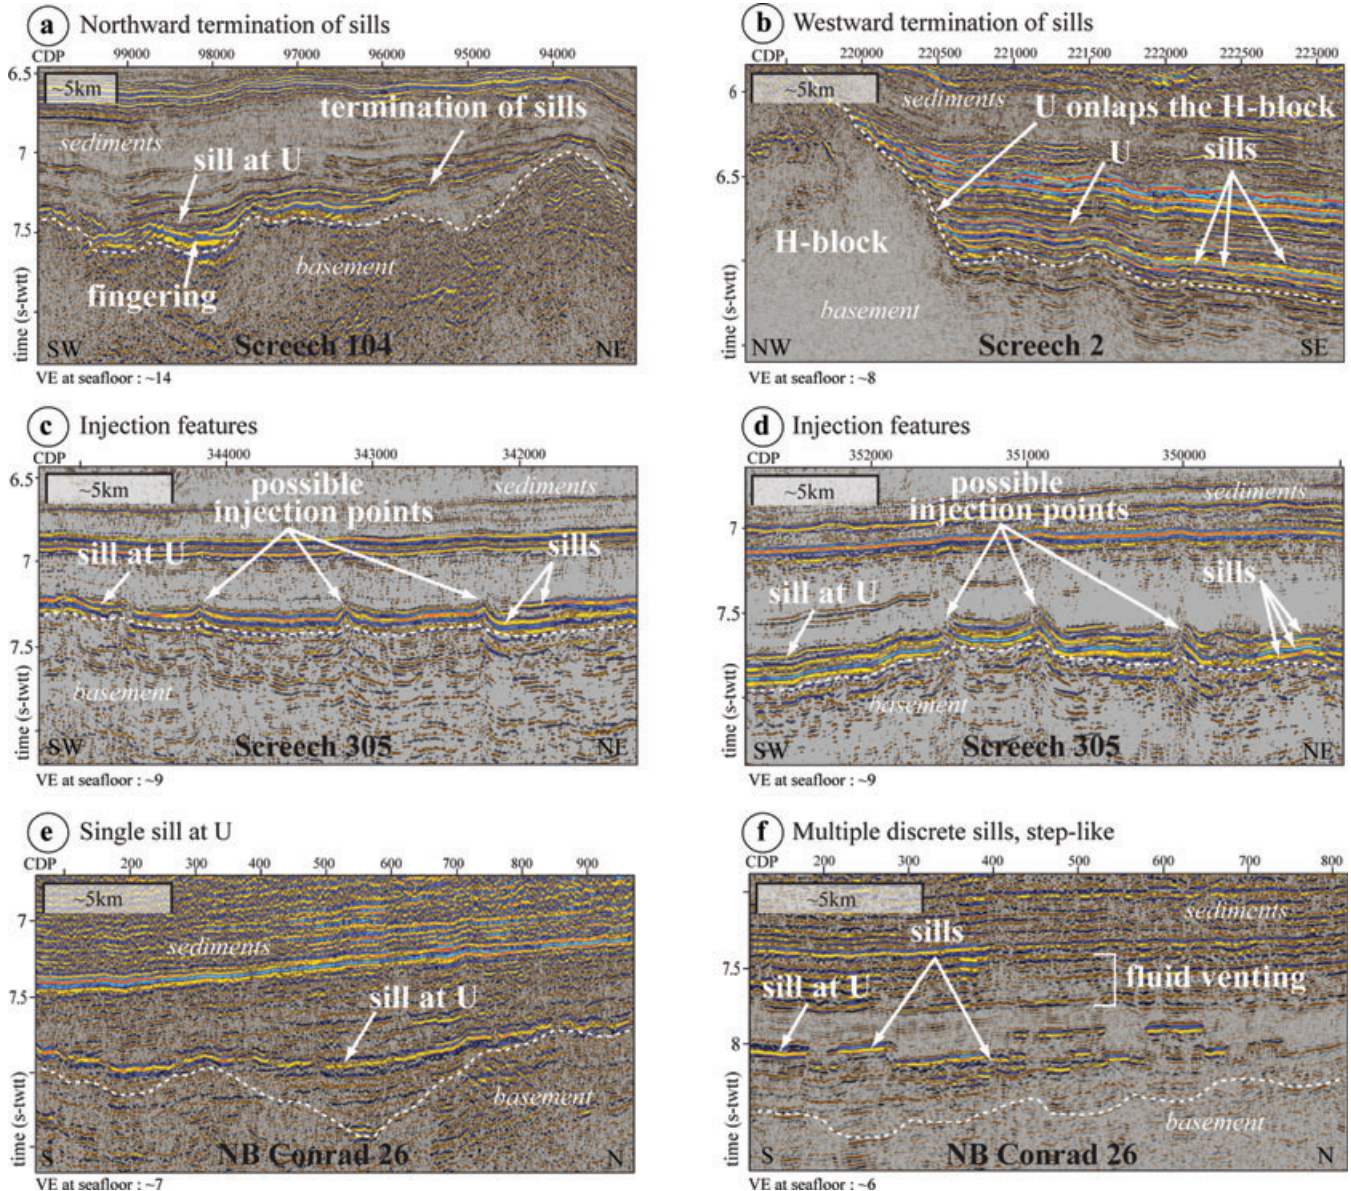 a Northward termination of sills
CDP 99000 98000 97000 96000 95000 94000
6.5
7
7.5
time (s-twtt)
~5km
termination of sills
sediments
sill at U
basement
fingering
SW Screech 104 NE
VE at seafloor : ~14
b Westward termination of sills
CDP 220000 220500 221000 221500 222000 222500 223000
6
6.5
time (s-twtt)
~5km
sediments
U onlaps the H-block
U sills
H-block
basement
NW Screech 2 SE
VE at seafloor : ~8
c Injection features
CDP 344000 343000 342000
6.5
7
7.5
time (s-twtt)
~5km
possible
injection points
sediments
sill at U sills
basement
SW Screech 305 NE
VE at seafloor : ~9
d Injection features
CDP 352000 351000 350000
7
7.5
time (s-twtt)
~5km
possible
injection points
sediments
sill at U sills
basement
SW Screech 305 NE
VE at seafloor : ~9
e Single sill at U
CDP 200 300 400 500 600 700 800 900
7
7.5
time (s-twtt)
~5km
sediments
sill at U
basement
S NB Conrad 26 N
VE at seafloor : ~7
f Multiple discrete sills, step-like
CDP 200 300 400 500 600 700 800
7.5
8
time (s-twtt)
~5km
sediments
sills
sill at U fluid venting
basement
S NB Conrad 26 N
VE at seafloor : ~6